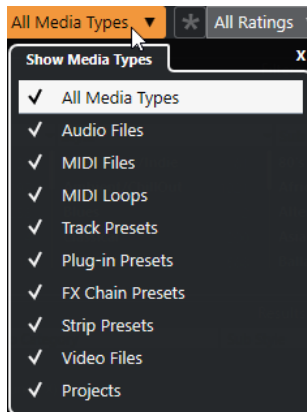 All Media Types All Ratings
Show Media Types X
All Media Types
Audio Files
MIDI Files
MIDI Loops
Track Presets
Plug-in Presets
FX Chain Presets
Strip Presets
Video Files
Projects